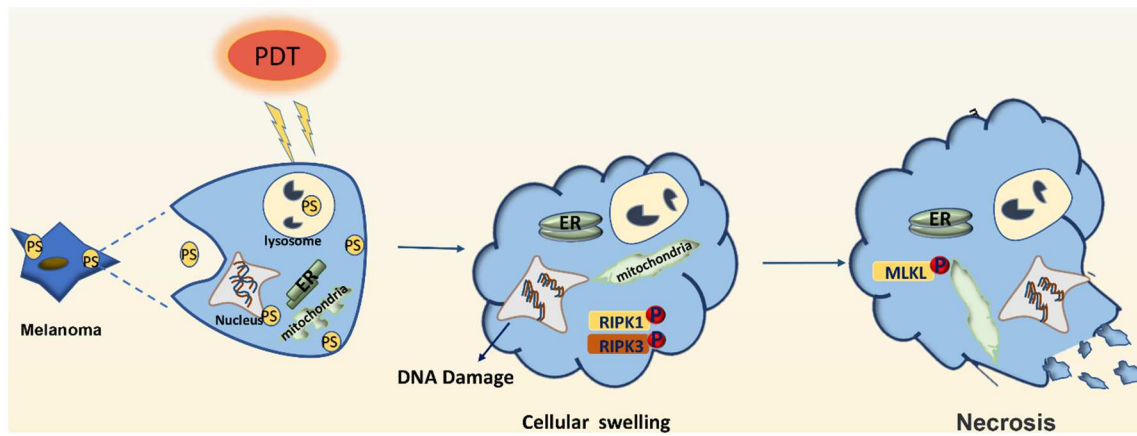 PDT
PS
PS
PS
lysosome
PS
PS
Nucleus
PS
ER
mitochondria
PS
Melanoma
ER
mitochondria
RIPK1
P
RIPK3
P
DNA Damage
Cellular swelling
ER
MLKL
P
Necrosis